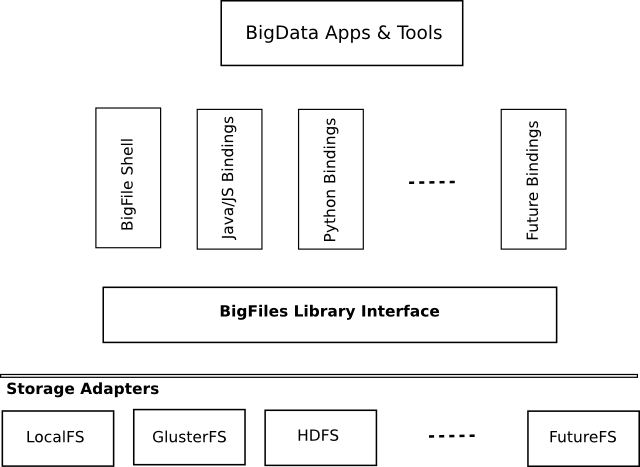 BigData Apps & Tools
BigFile Shell
Java/JS Bindings
Python Bindings
Future Bindings
BigFiles Library Interface
Storage Adapters
LocalFS
GlusterFS
HDFS
FutureFS